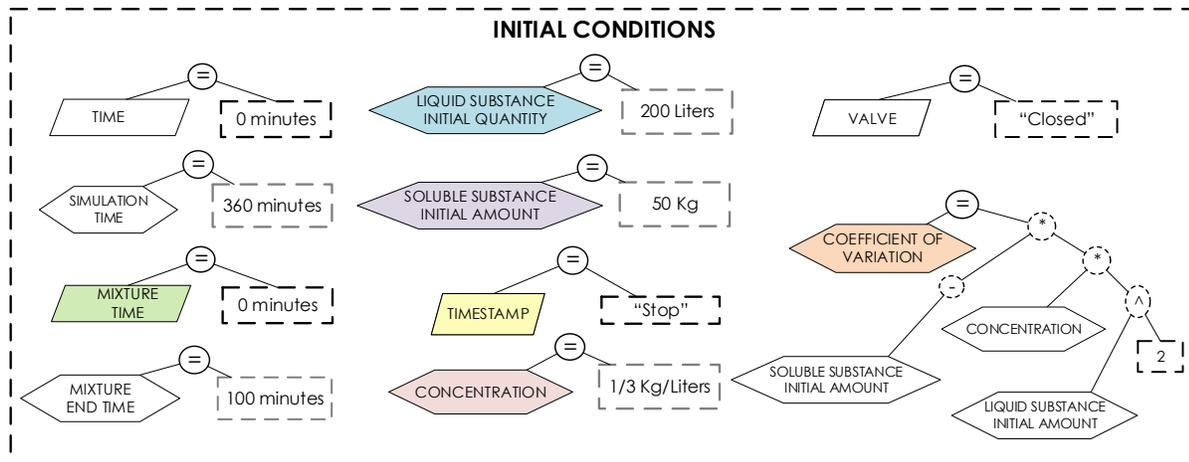 INITIAL CONDITIONS
=
TIME
0 minutes
=
SIMULATION
TIME
360 minutes
=
MIXTURE
TIME
0 minutes
=
MIXTURE
END TIME
100 minutes
=
LIQUID SUBSTANCE
INITIAL QUANTITY
200 Liters
=
SOLUBLE SUBSTANCE
INITIAL AMOUNT
50 Kg
=
TIMESTAMP
“Stop”
=
CONCENTRATION
1/3 Kg/Liters
=
VALVE
“Closed”
=
COEFFICIENT OF
VARIATION
*
-
*
^
SOLUBLE SUBSTANCE
INITIAL AMOUNT
CONCENTRATION
LIQUID SUBSTANCE
INITIAL AMOUNT
2